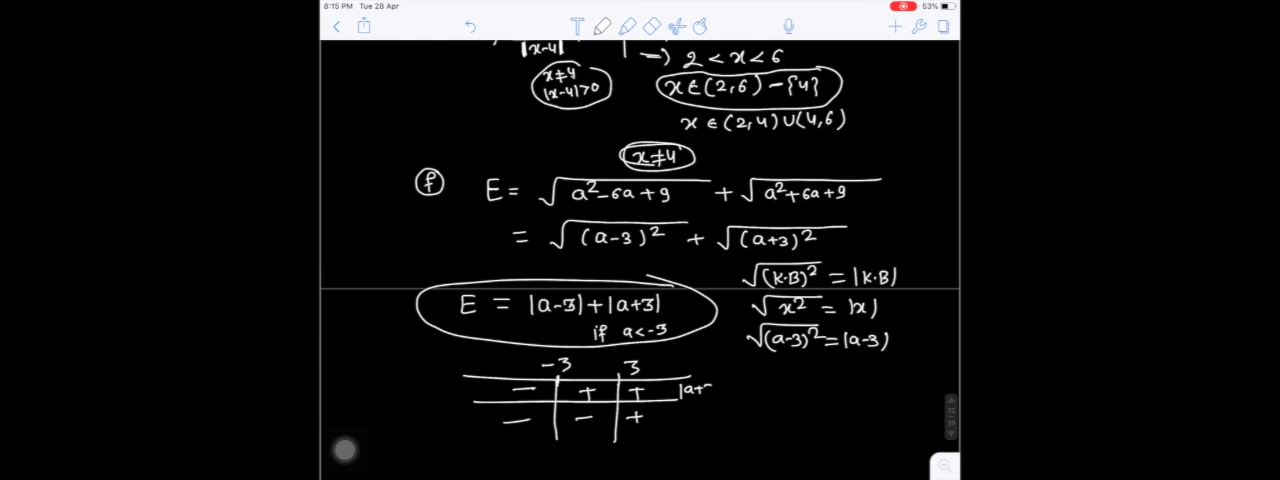 8:15 PM Tue 28 Apr
53%
T
|x-4|
→ 2 < x < 6
x≠4
|x-4|>0
x ∈ (2,6) - {4}
x ∈ (2,4) U (4,6)
x≠4
(f) E = √(a²-6a+9) + √(a²+6a+9)
= √(a-3)² + √(a+3)²
√(K·B)² = |K·B|
E = |a-3| + |a+3|
√x² = |x|
if a<-3
√(a-3)² = |a-3)
-3 3
- + + |a+
- - +
32
39